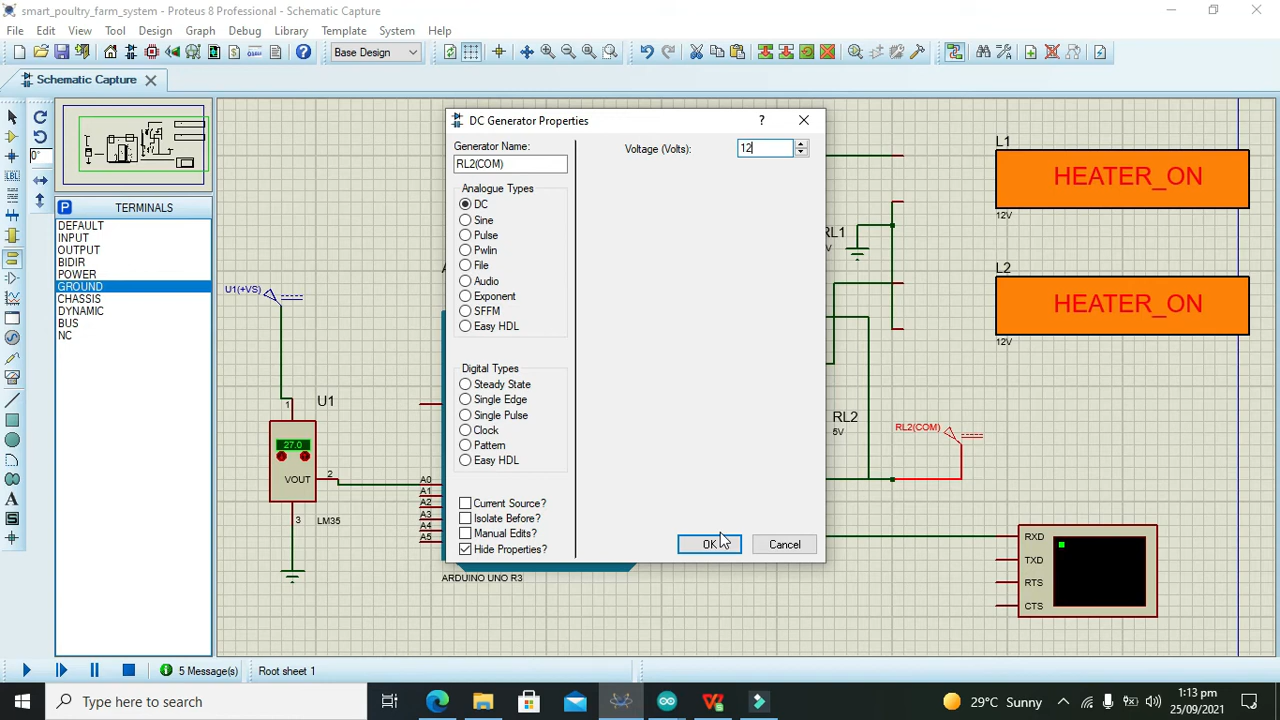 smart_poultry_farm_system - Proteus 8 Professional - Schematic Capture
File Edit View Tool Design Graph Debug Library Template System Help
Base Design
Schematic Capture
0°
LBL
P TERMINALS
DEFAULT
INPUT
OUTPUT
BIDIR
POWER
GROUND
CHASSIS
DYNAMIC
BUS
NC
DC Generator Properties
Generator Name:
RL2(COM)
Analogue Types
DC
Sine
Pulse
Pwlin
File
Audio
Exponent
SFFM
Easy HDL
Digital Types
Steady State
Single Edge
Single Pulse
Clock
Pattern
Easy HDL
Current Source?
Isolate Before?
Manual Edits?
Hide Properties?
Voltage (Volts): 12
OK Cancel
U1(+VS)
U1
1
27.0
2
VOUT
3
LM35
A0
A1
A2
A3
A4
A5
ARDUINO UNO R3
RL1
RL2
5V
RL2(COM)
L1
HEATER_ON
12V
L2
HEATER_ON
12V
RXD
TXD
RTS
CTS
5 Message(s) Root sheet 1
Type here to search
29°C Sunny
1:13 pm
25/09/2021